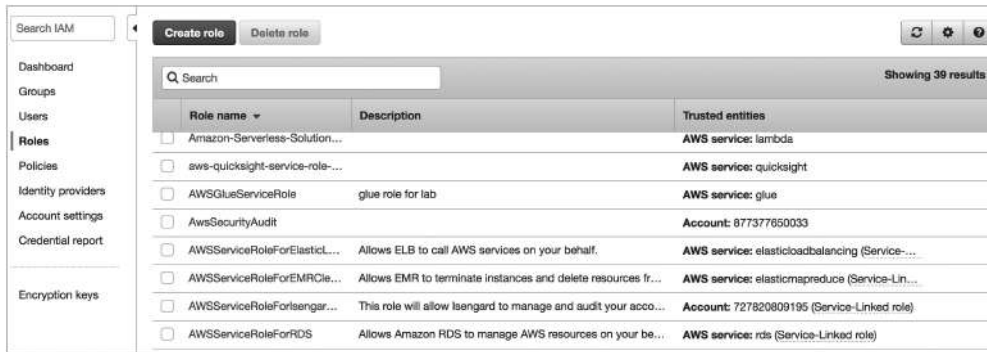 Search IAM
Dashboard
Groups
Users
Roles
Policies
Identity providers
Account settings
Credential report
Encryption keys
Create role Delete role
Search
Showing 39 results
Role name Description Trusted entities
Amazon-Serverless-Solution... AWS service: lambda
aws-quicksight-service-role-... AWS service: quicksight
AWSGlueServiceRole glue role for lab AWS service: glue
AwsSecurityAudit Account: 877377650033
AWSServiceRoleForElasticL... Allows ELB to call AWS services on your behalf. AWS service: elasticloadbalancing (Service-...
AWSServiceRoleForEMRCle... Allows EMR to terminate instances and delete resources fr... AWS service: elasticmapreduce (Service-Lin...
AWSServiceRoleForIsengar... This role will allow Isengard to manage and audit your acco... Account: 727820809195 (Service-Linked role)
AWSServiceRoleForRDS Allows Amazon RDS to manage AWS resources on your be... AWS service: rds (Service-Linked role)